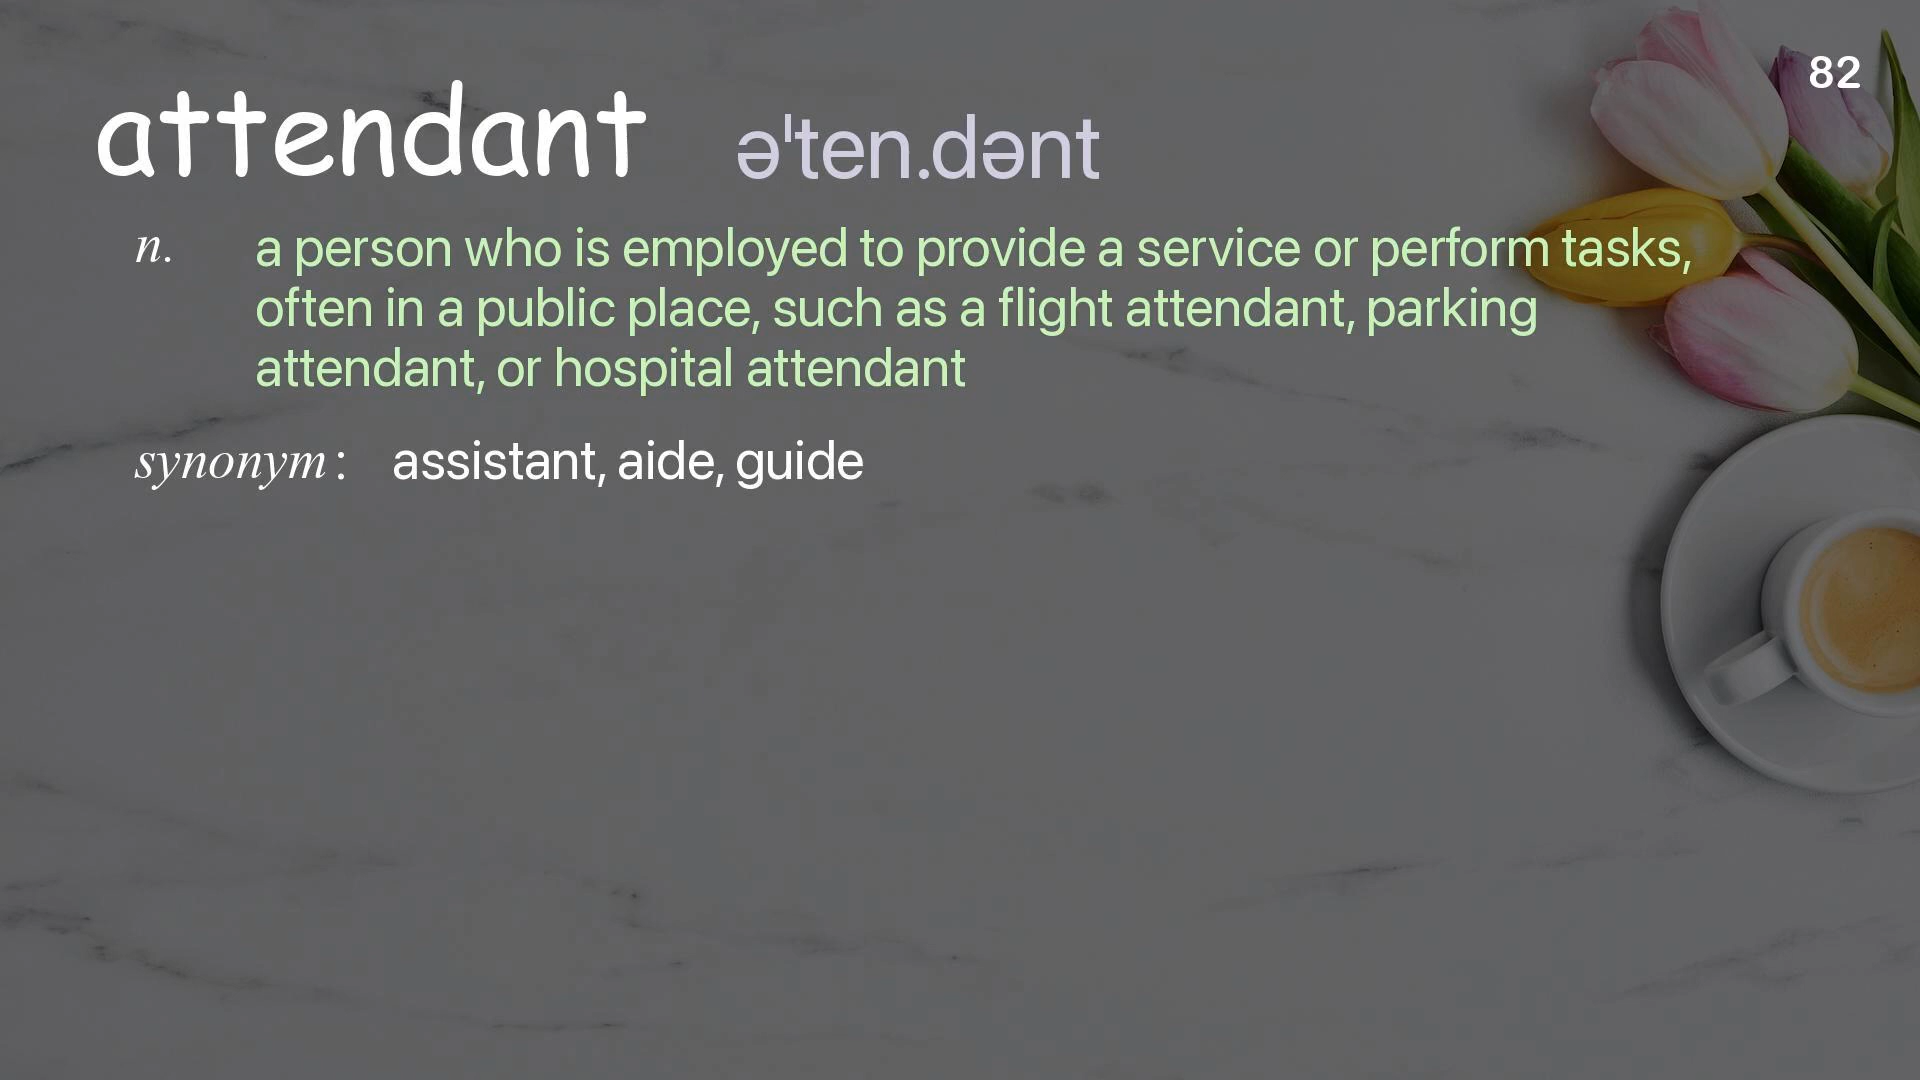 82
attendant ə'ten.dənt
n. a person who is employed to provide a service or perform tasks,
often in a public place, such as a flight attendant, parking
attendant, or hospital attendant
synonym: assistant, aide, guide